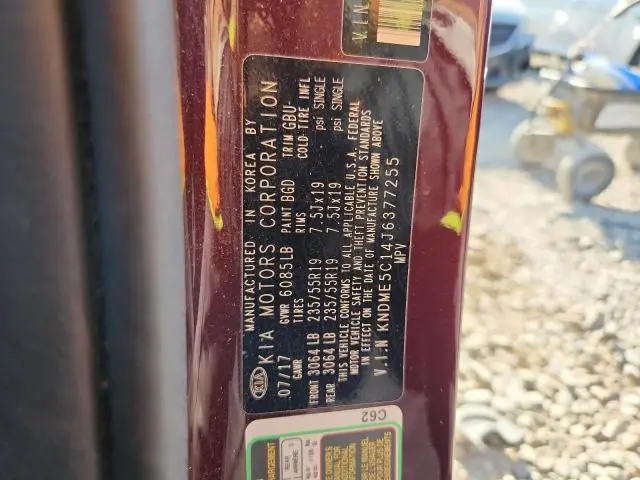 V.I.N
MANUFACTURED IN KOREA BY
KIA KIA MOTORS CORPORATION
07/17 GVWR 6085LB PAINT BGD TRIM GBU-
GAWR TIRES RIMS COLD TIRE INFL
FRONT 3064 LB 235/55R19 7.5Jx19 psi SINGLE
REAR 3064 LB 235/55R19 7.5Jx19 psi SINGLE
THIS VEHICLE CONFORMS TO ALL APPLICABLE U.S.A. FEDERAL
MOTOR VEHICLE SAFETY AND THEFT PREVENTION STANDARDS
IN EFFECT ON THE DATE OF MANUFACTURE SHOWN ABOVE
V.I.N KNDME5C14J6377255
MPV
C62
REAR
ARRIERE